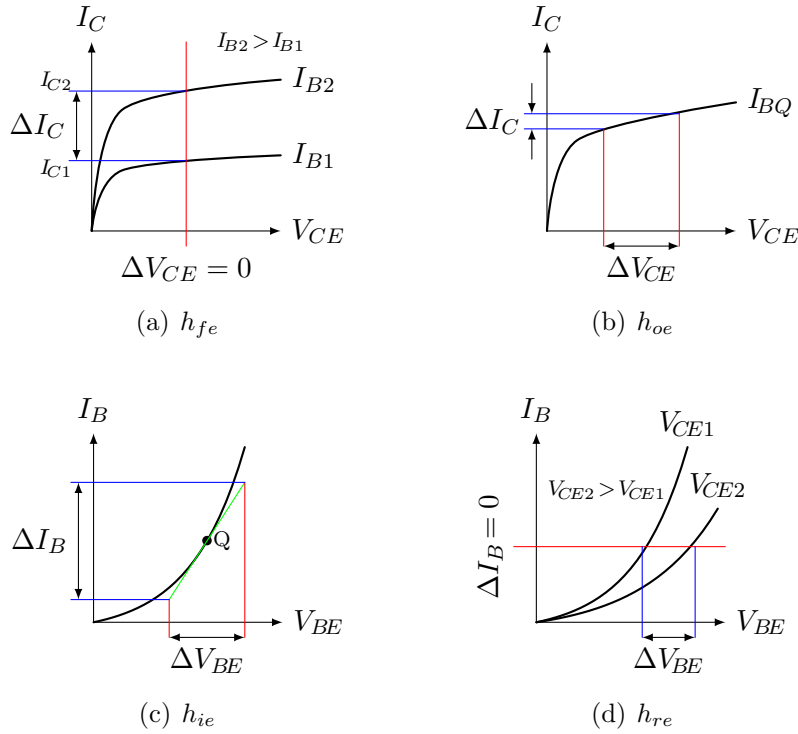 I_C
I_{B2} > I_{B1}
I_{C2}
I_{B2}
ΔI_C
I_{C1}
I_{B1}
V_{CE}
ΔV_{CE} = 0
(a) h_{fe}
I_C
I_{BQ}
ΔI_C
V_{CE}
ΔV_{CE}
(b) h_{oe}
I_B
ΔI_B
Q
V_{BE}
ΔV_{BE}
(c) h_{ie}
I_B
V_{CE1}
V_{CE2} > V_{CE1}
V_{CE2}
ΔI_B = 0
V_{BE}
ΔV_{BE}
(d) h_{re}